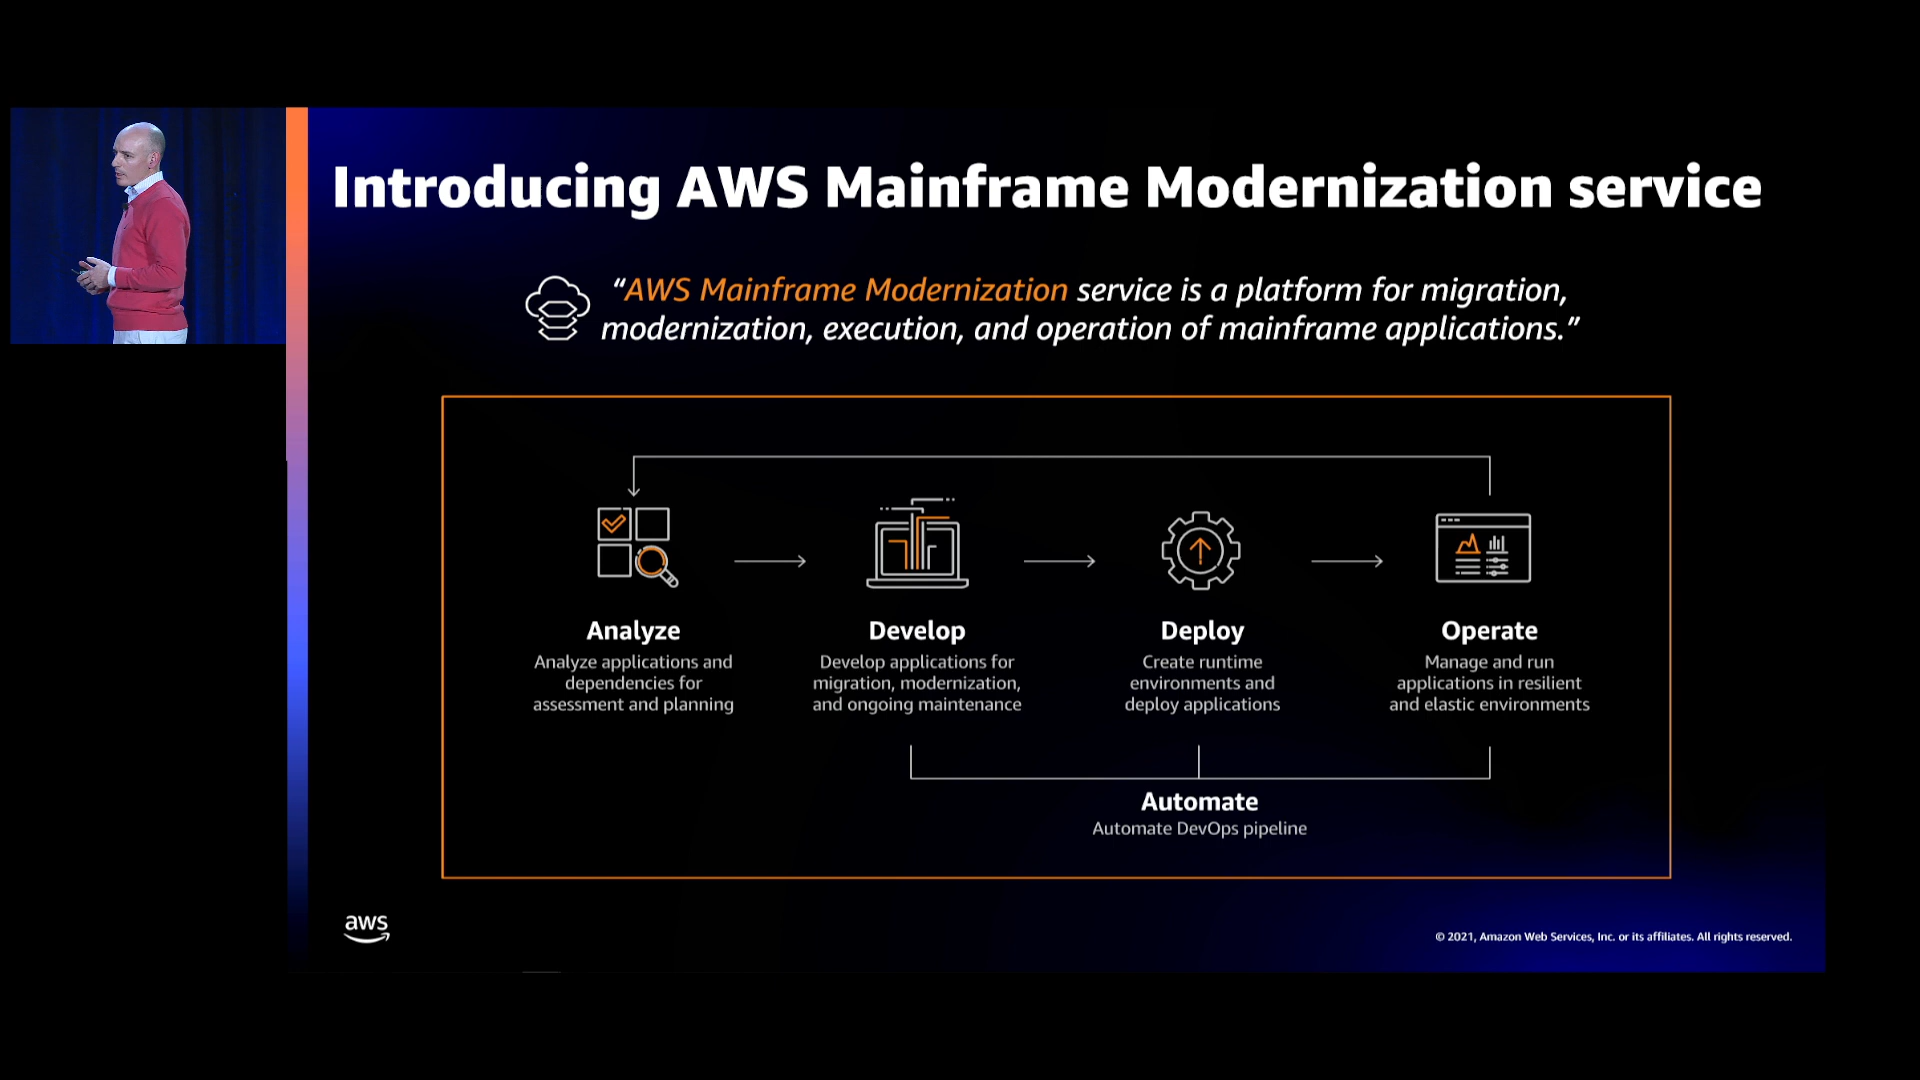 Introducing AWS Mainframe Modernization service
“AWS Mainframe Modernization service is a platform for migration,
modernization, execution, and operation of mainframe applications.”
Analyze
Analyze applications and
dependencies for
assessment and planning
Develop
Develop applications for
migration, modernization,
and ongoing maintenance
Deploy
Create runtime
environments and
deploy applications
Operate
Manage and run
applications in resilient
and elastic environments
Automate
Automate DevOps pipeline
aws
© 2021, Amazon Web Services, Inc. or its affiliates. All rights reserved.